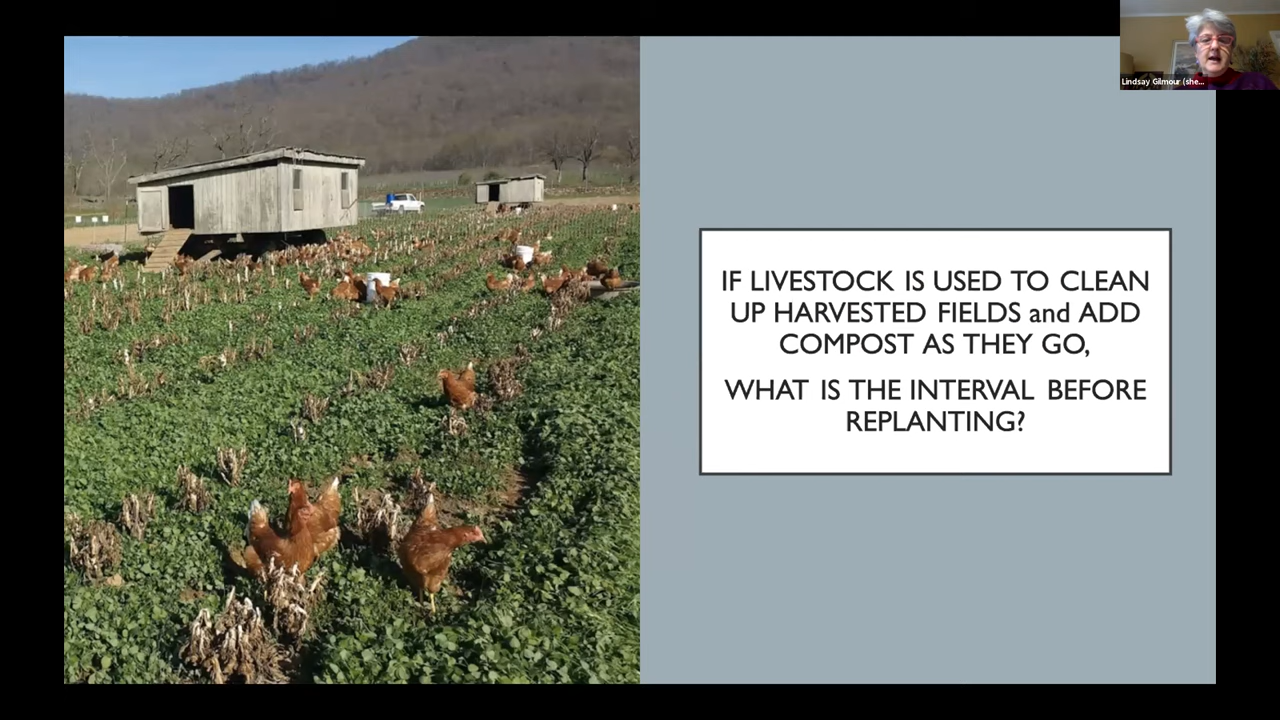 Lindsay Gilmour (she...
IF LIVESTOCK IS USED TO CLEAN
UP HARVESTED FIELDS and ADD
COMPOST AS THEY GO,
WHAT IS THE INTERVAL BEFORE
REPLANTING?